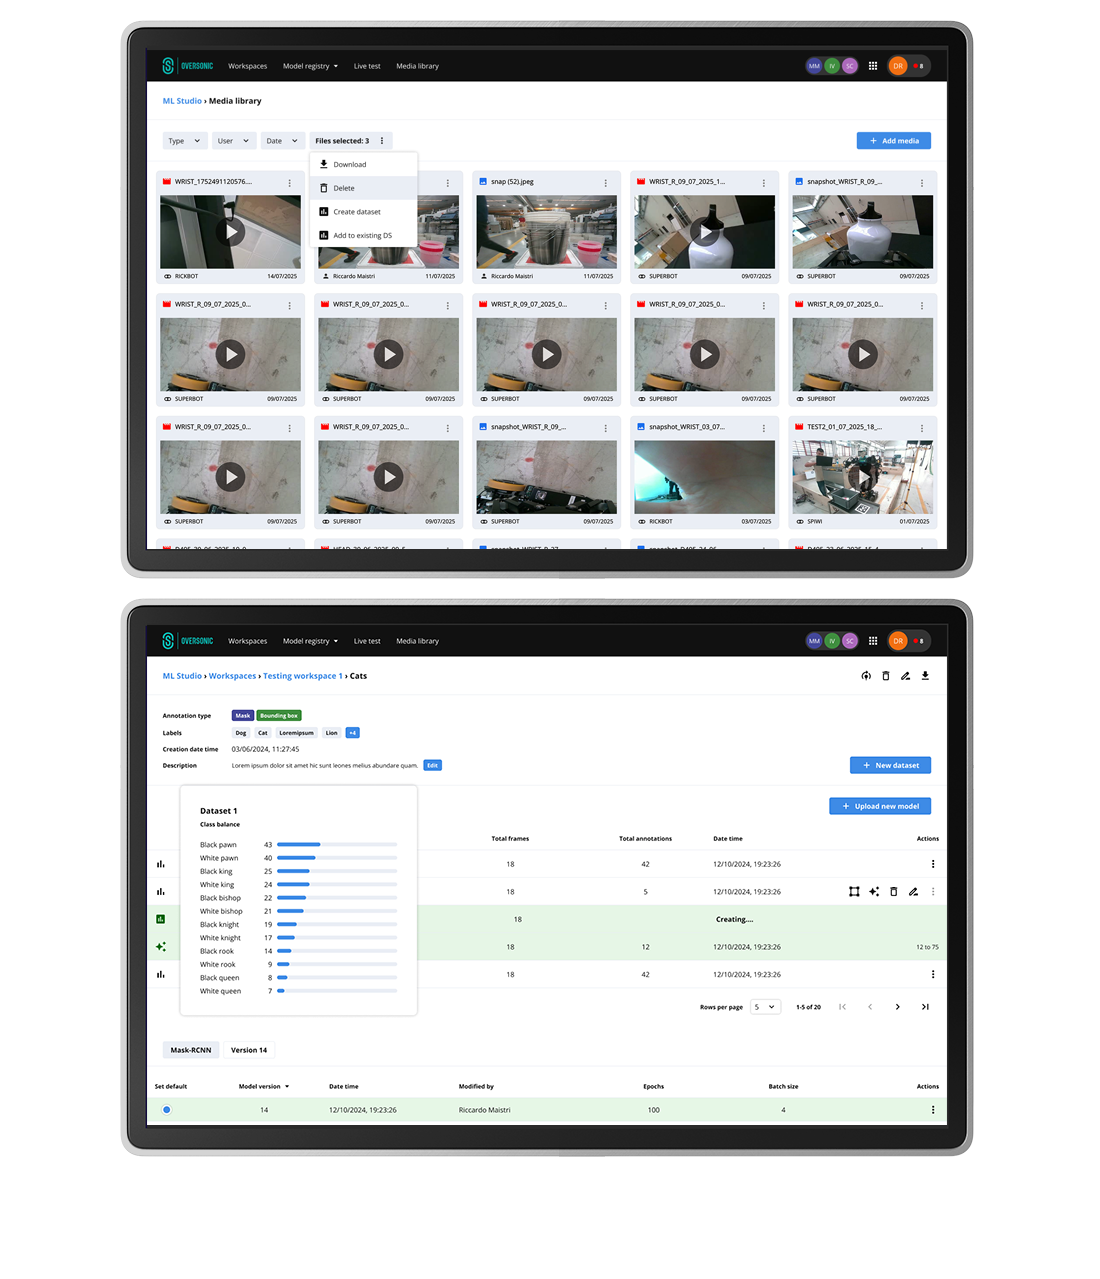 OVERSONIC Workspaces Model registry Live test Media library MM IV SC DR 8
ML Studio › Media library
Type User Date Files selected: 3 Add media
Download
Delete
Create dataset
Add to existing DS
WRIST_1752491120576.... snap (52).jpeg WRIST_R_09_07_2025_1... snapshot_WRIST_R_09_...
RICKBOT 14/07/2025 Riccardo Maistri 11/07/2025 Riccardo Maistri 11/07/2025 SUPERBOT 09/07/2025 SUPERBOT 09/07/2025
WRIST_R_09_07_2025_0... WRIST_R_09_07_2025_0... WRIST_R_09_07_2025_0... WRIST_R_09_07_2025_0... WRIST_R_09_07_2025_0...
SUPERBOT 09/07/2025 SUPERBOT 09/07/2025 SUPERBOT 09/07/2025 SUPERBOT 09/07/2025 SUPERBOT 09/07/2025
WRIST_R_09_07_2025_0... WRIST_R_09_07_2025_0... snapshot_WRIST_R_09_... snapshot_WRIST_03_07... TEST2_01_07_2025_18_...
SUPERBOT 09/07/2025 SUPERBOT 09/07/2025 SUPERBOT 09/07/2025 RICKBOT 03/07/2025 SPIWI 01/07/2025
OVERSONIC Workspaces Model registry Live test Media library MM IV SC DR 8
ML Studio › Workspaces › Testing workspace 1 › Cats
Annotation type Mask Bounding box
Labels Dog Cat Loremipsum Lion +4
Creation date time 03/06/2024, 11:27:45
Description Lorem ipsum dolor sit amet hic sunt leones melius abundare quam. Edit
New dataset
Upload new model
Dataset 1
Class balance
Black pawn 43
White pawn 40
Black king 25
White king 24
Black bishop 22
White bishop 21
Black knight 19
White knight 17
Black rook 14
White rook 9
Black queen 8
White queen 7
Total frames Total annotations Date time Actions
18 42 12/10/2024, 19:23:26
18 5 12/10/2024, 19:23:26
18 Creating....
18 12 12/10/2024, 19:23:26 12 to 75
18 42 12/10/2024, 19:23:26
Rows per page 5 1-5 of 20
Mask-RCNN Version 14
Set default Model version Date time Modified by Epochs Batch size Actions
14 12/10/2024, 19:23:26 Riccardo Maistri 100 4